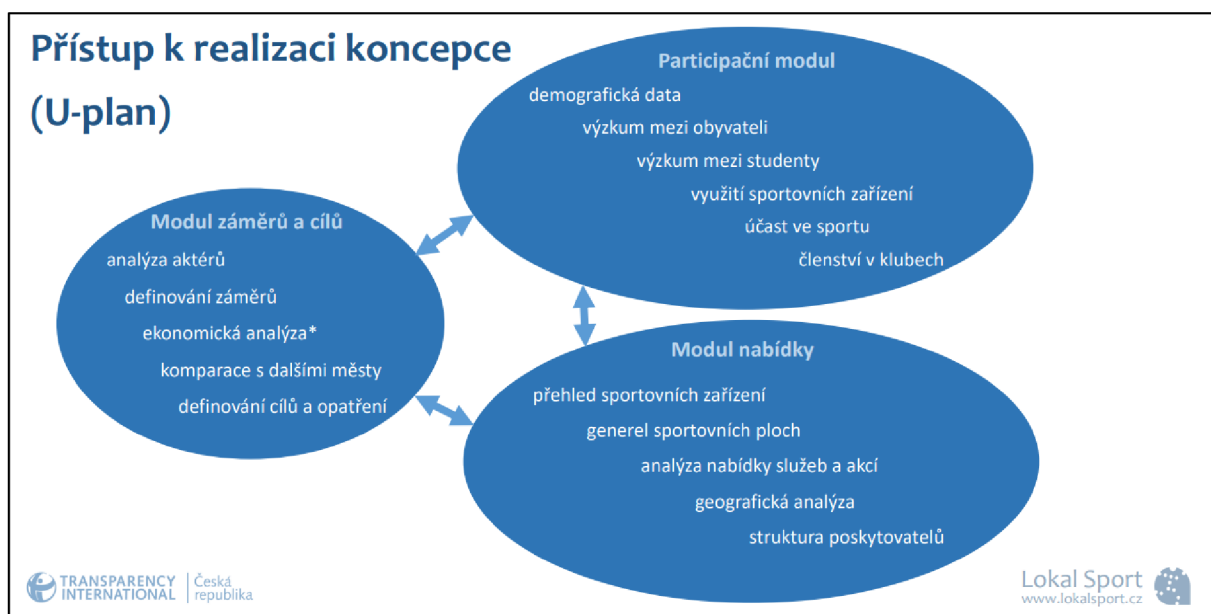 Přístup k realizaci koncepce
(U-plan)
Participační modul
demografická data
výzkum mezi obyvateli
výzkum mezi studenty
využití sportovních zařízení
účast ve sportu
členství v klubech
Modul záměrů a cílů
analýza aktérů
definování záměrů
ekonomická analýza*
komparace s dalšími městy
definování cílů a opatření
Modul nabídky
přehled sportovních zařízení
generel sportovních ploch
analýza nabídky služeb a akcí
geografická analýza
struktura poskytovatelů
TRANSPARENCY
INTERNATIONAL
Česká
republika
Lokal Sport
www.lokalsport.cz